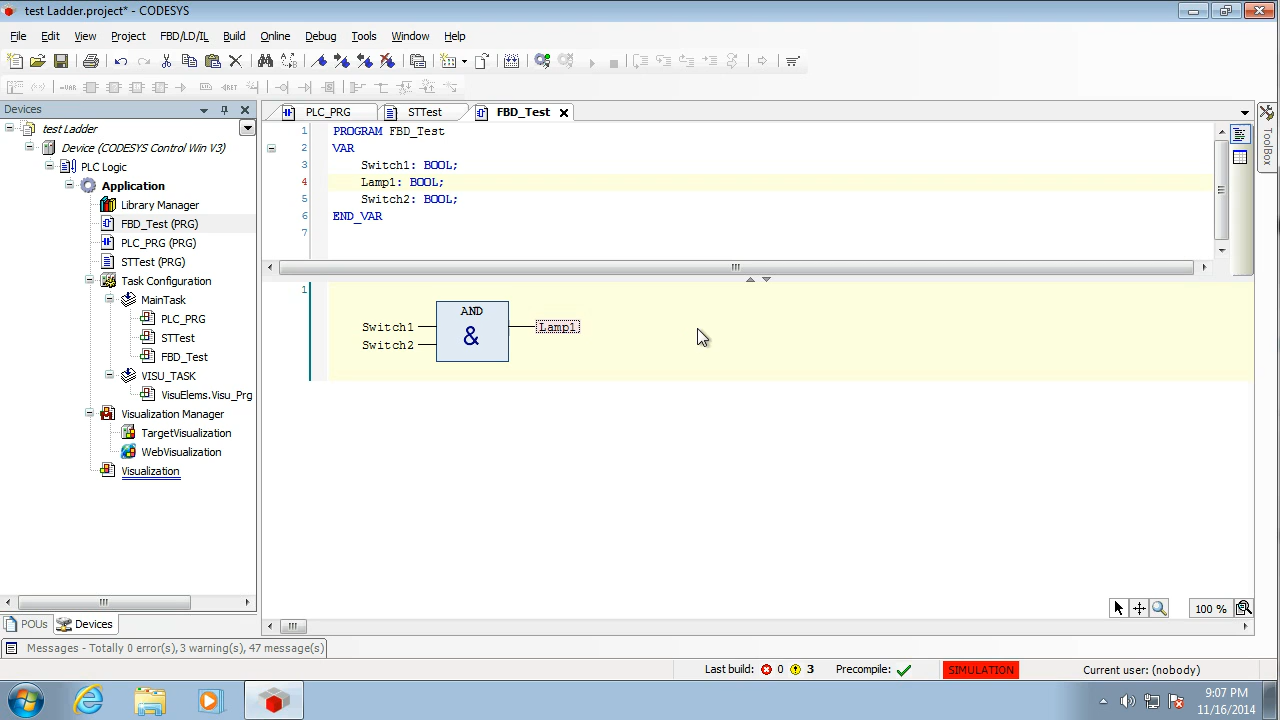 test Ladder.project* - CODESYS
File Edit View Project FBD/LD/IL Build Online Debug Tools Window Help
Devices
test Ladder
Device (CODESYS Control Win V3)
PLC Logic
Application
Library Manager
FBD_Test (PRG)
PLC_PRG (PRG)
STTest (PRG)
Task Configuration
MainTask
PLC_PRG
STTest
FBD_Test
VISU_TASK
VisuElems.Visu_Prg
Visualization Manager
TargetVisualization
WebVisualization
Visualization
POUs Devices
PLC_PRG STTest FBD_Test
1 PROGRAM FBD_Test
2 VAR
3 Switch1: BOOL;
4 Lamp1: BOOL;
5 Switch2: BOOL;
6 END_VAR
7
ToolBox
1
AND
Switch1 & Lamp1
Switch2
100 %
Messages - Totally 0 error(s), 3 warning(s), 47 message(s)
Last build: 0 3 Precompile: SIMULATION Current user: (nobody)
9:07 PM
11/16/2014